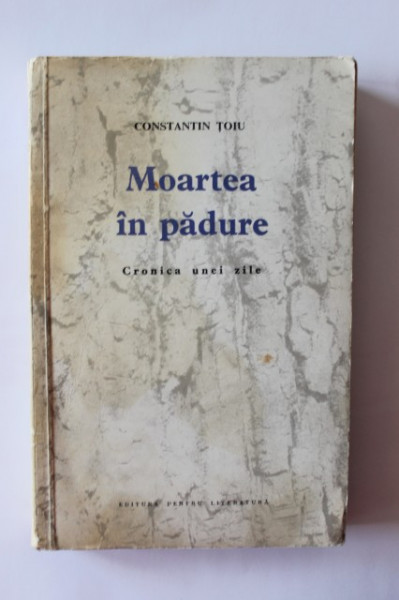 CONSTANTIN ȚOIU
Moartea
în pădure
Cronica unei zile
EDITURA PENTRU LITERATURĂ